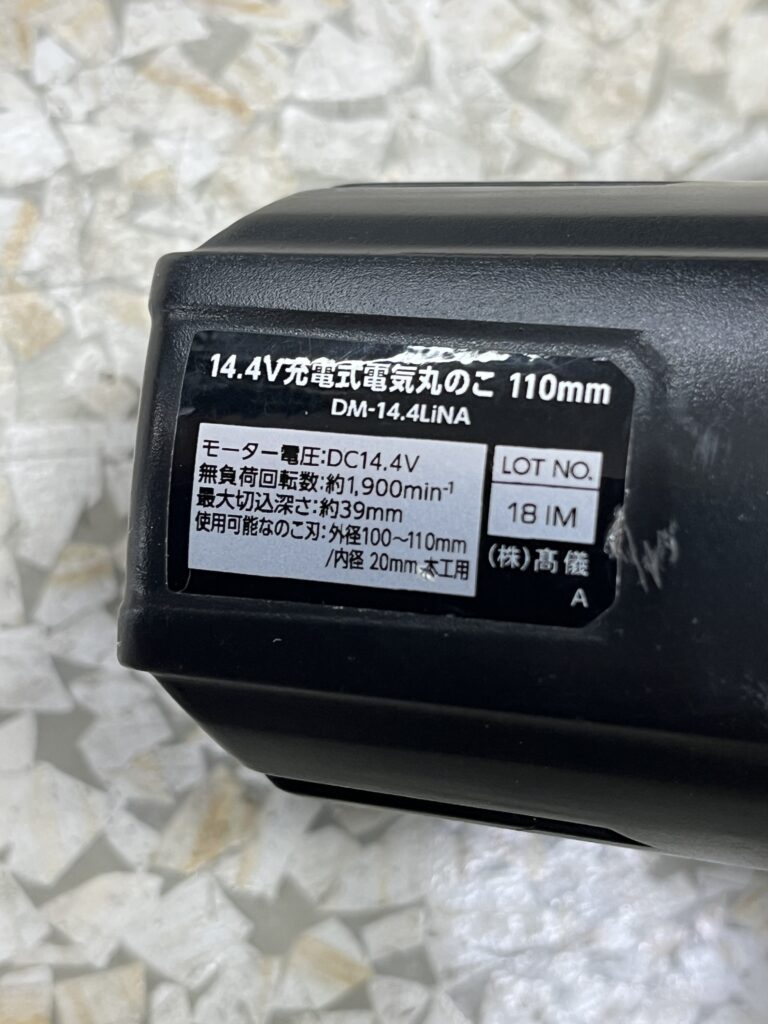 14.4V充電式電気丸のこ 110mm
DM-14.4LiNA
モーター電圧:DC14.4V
無負荷回転数:約1,900min⁻¹
最大切込深さ:約39mm
使用可能なのこ刃:外径100～110mm
/内径 20mm 木工用
LOT NO.
18 IM
(株)髙儀
A